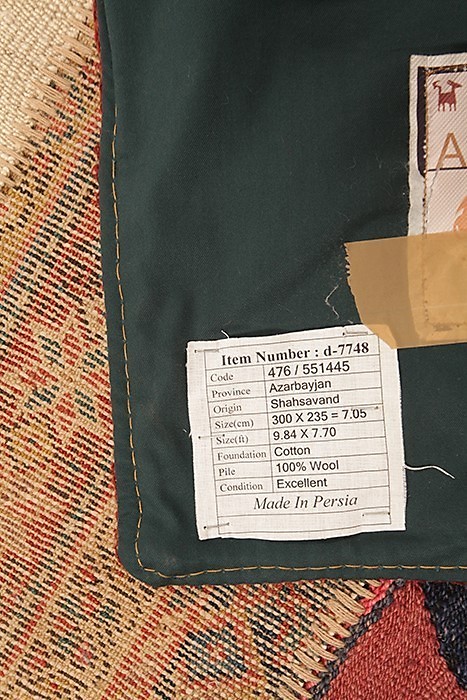 A
Item Number : d-7748
Code 476 / 551445
Province Azarbayjan
Origin Shahsavand
Size(cm) 300 X 235 = 7.05
Size(ft) 9.84 X 7.70
Foundation Cotton
Pile 100% Wool
Condition Excellent
Made In Persia